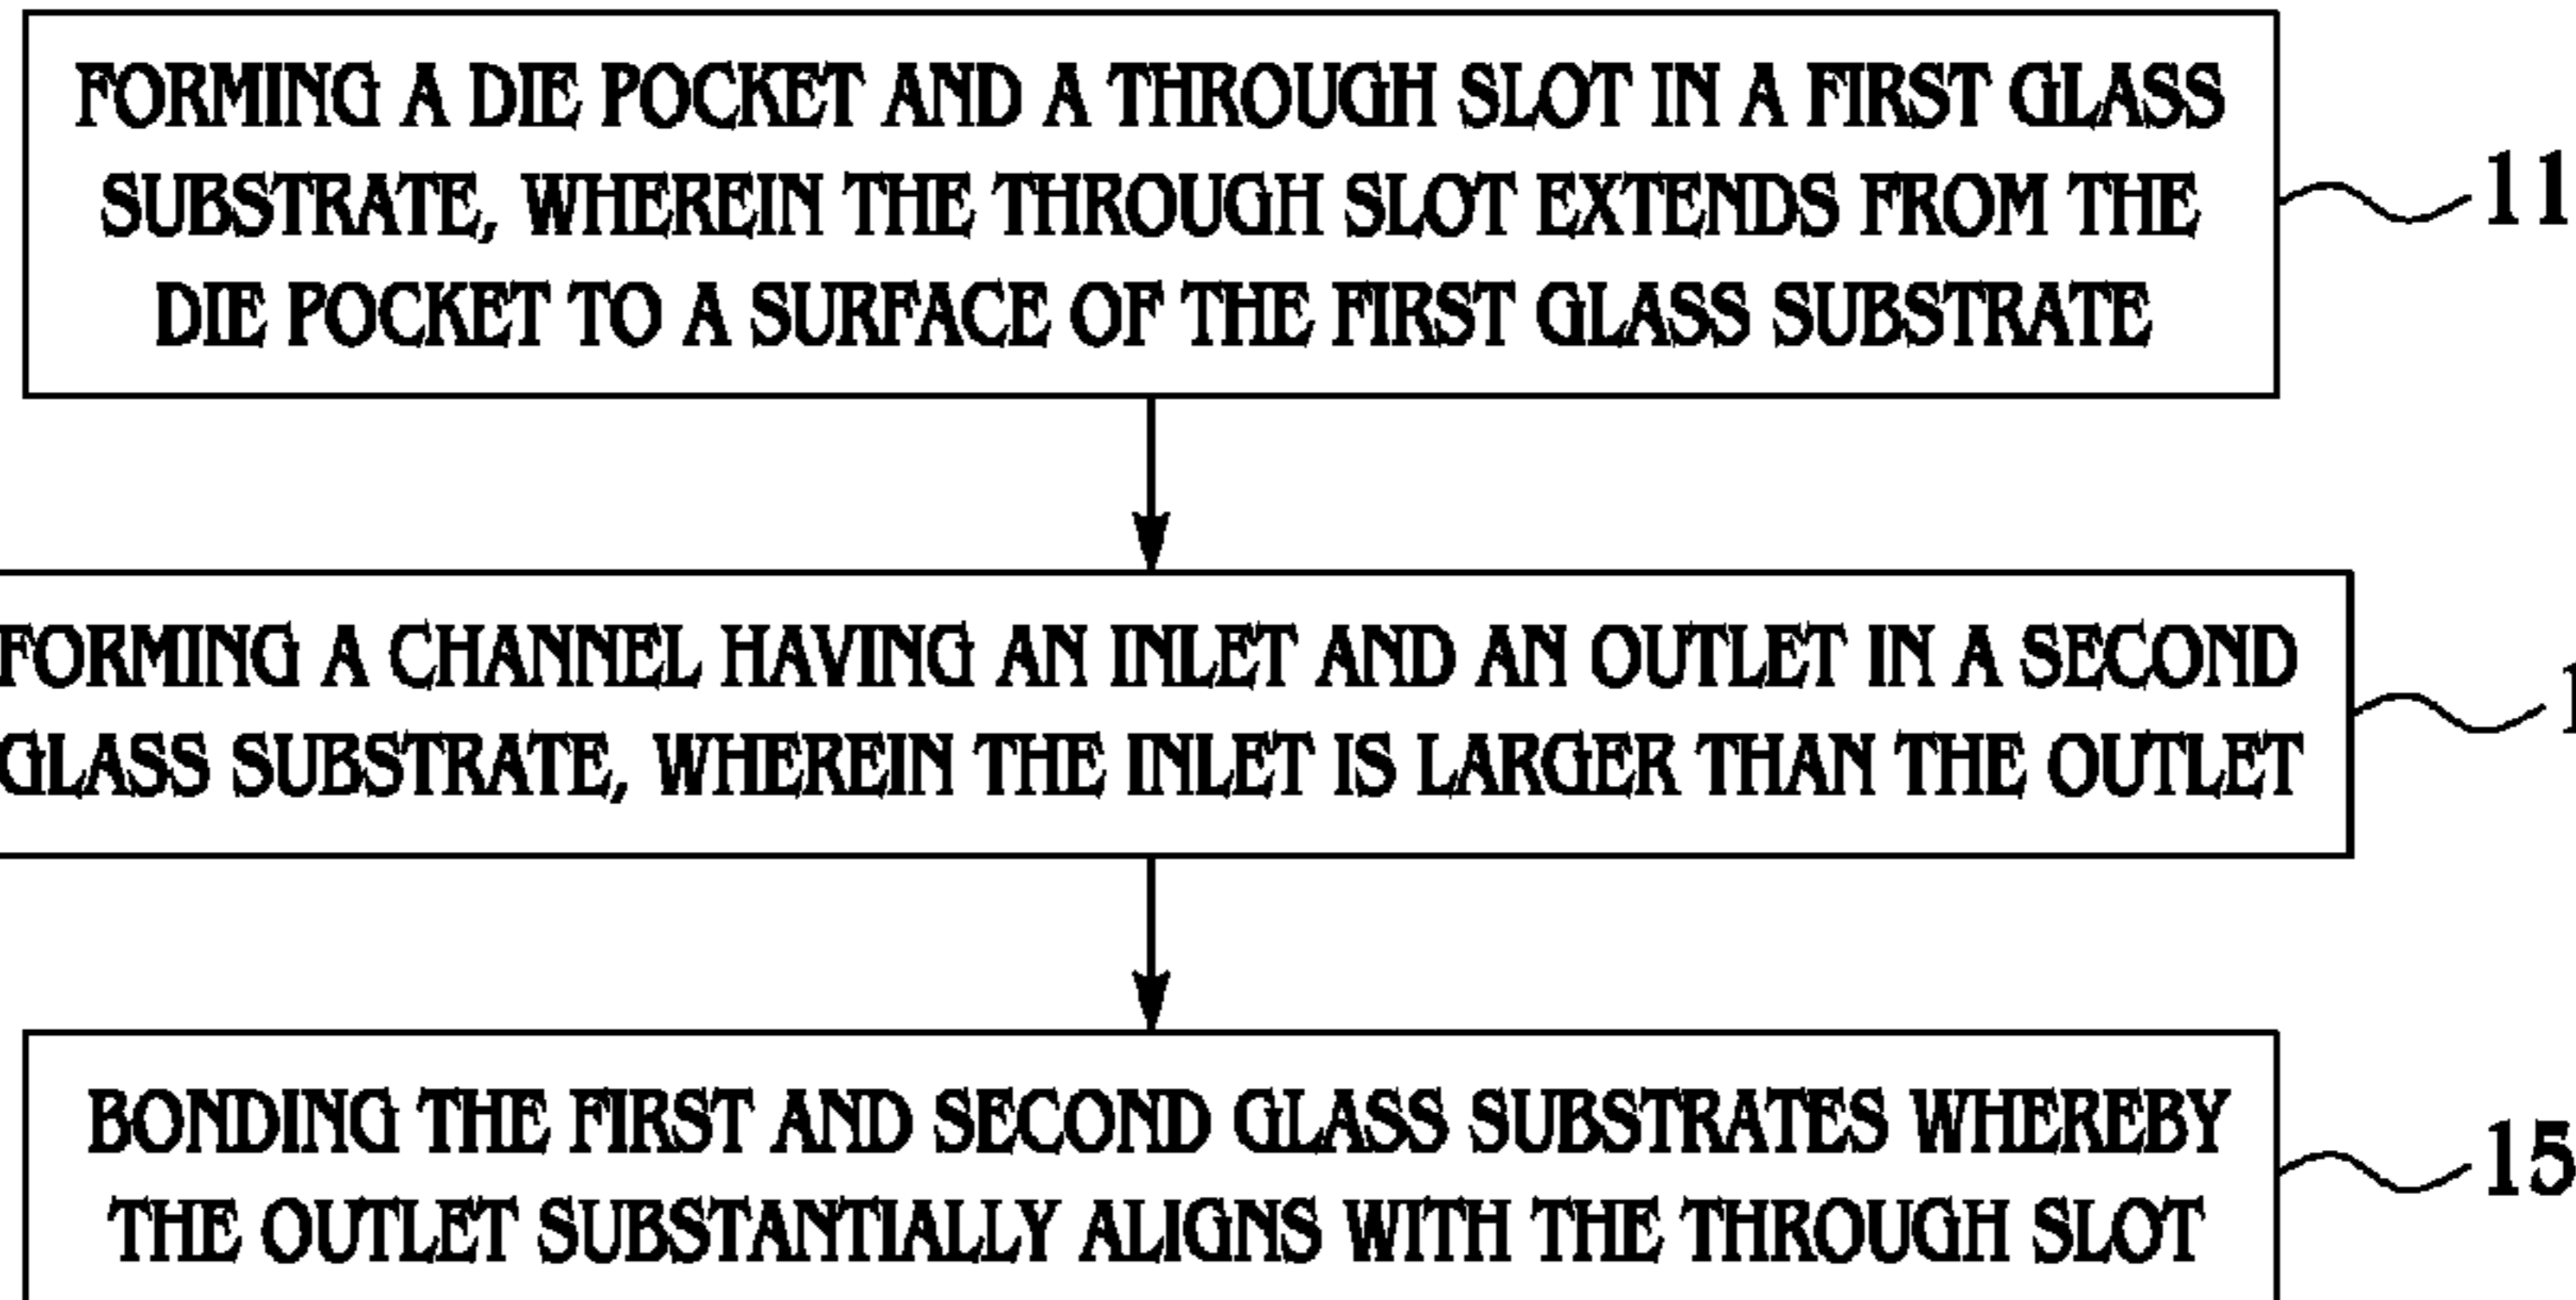 FORMING A DIE POCKET AND A THROUGH SLOT IN A FIRST GLASS
SUBSTRATE, WHEREIN THE THROUGH SLOT EXTENDS FROM THE
DIE POCKET TO A SURFACE OF THE FIRST GLASS SUBSTRATE
11
FORMING A CHANNEL HAVING AN INLET AND AN OUTLET IN A SECOND
GLASS SUBSTRATE, WHEREIN THE INLET IS LARGER THAN THE OUTLET
BONDING THE FIRST AND SECOND GLASS SUBSTRATES WHEREBY
THE OUTLET SUBSTANTIALLY ALIGNS WITH THE THROUGH SLOT
15